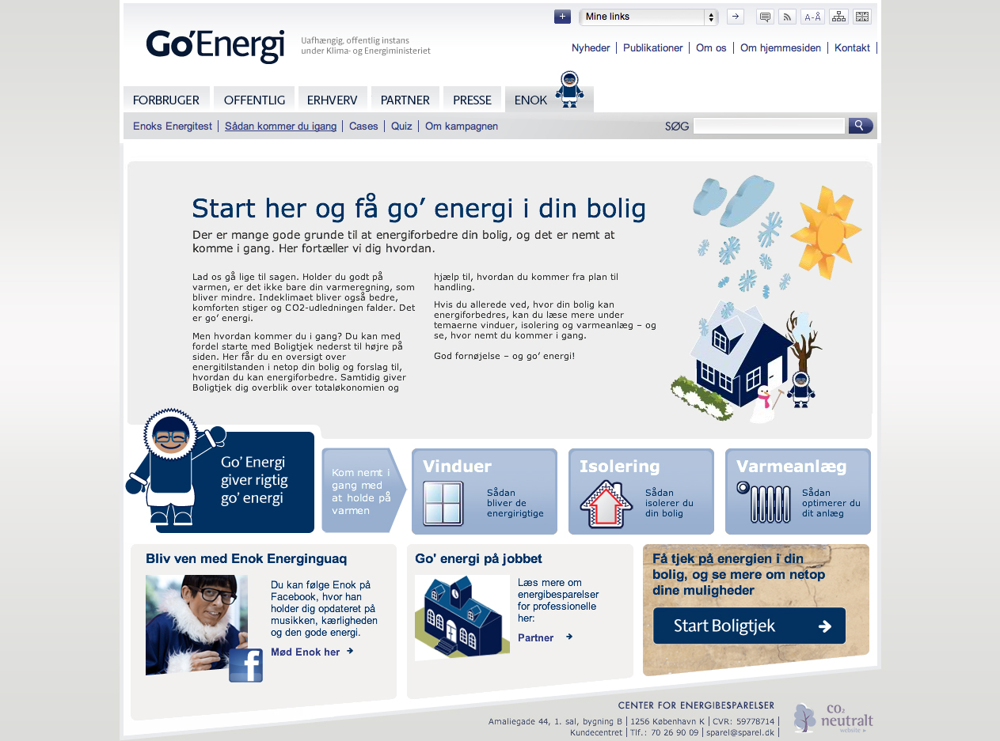 +
Mine links
A-Å
Go'Energi
Uafhængig, offentlig instans
under Klima- og Energiministeriet
Nyheder | Publikationer | Om os | Om hjemmesiden | Kontakt |
FORBRUGER
OFFENTLIG
ERHVERV
PARTNER
PRESSE
ENOK
Enoks Energitest | Sådan kommer du igang | Cases | Quiz | Om kampagnen
SØG
Start her og få go’ energi i din bolig
Der er mange gode grunde til at energiforbedre din bolig, og det er nemt at
komme i gang. Her fortæller vi dig hvordan.
Lad os gå lige til sagen. Holder du godt på
varmen, er det ikke bare din varmeregning, som
bliver mindre. Indeklimaet bliver også bedre,
komforten stiger og CO2-udledningen falder. Det
er go’ energi.
Men hvordan kommer du i gang? Du kan med
fordel starte med Boligtjek nederst til højre på
siden. Her får du en oversigt over
energitilstanden i netop din bolig og forslag til,
hvordan du kan energiforbedre. Samtidig giver
Boligtjek dig overblik over totaløkonomien og
hjælp til, hvordan du kommer fra plan til
handling.
Hvis du allerede ved, hvor din bolig kan
energiforbedres, kan du læse mere under
temaerne vinduer, isolering og varmeanlæg – og
se, hvor nemt du kommer i gang.
God fornøjelse – og go’ energi!
Go’ Energi
giver rigtig
go’ energi
Kom nemt i
gang med
at holde på
varmen
Vinduer
Sådan
bliver de
energirigtige
Isolering
Sådan
isolerer du
din bolig
Varmeanlæg
Sådan
optimerer du
dit anlæg
Bliv ven med Enok Energinguaq
Du kan følge Enok på
Facebook, hvor han
holder dig opdateret på
musikken, kærligheden
og den gode energi.
Mød Enok her
f
Go' energi på jobbet
Læs mere om
energibesparelser
for professionelle
her:
Partner
Få tjek på energien i din
bolig, og se mere om netop
dine muligheder
Start Boligtjek
CENTER FOR ENERGIBESPARELSER
Amaliegade 44, 1. sal, bygning B | 1256 København K | CVR: 59778714 |
Kundecentret | Tlf.: 70 26 90 09 | sparel@sparel.dk |
CO2
neutralt
website